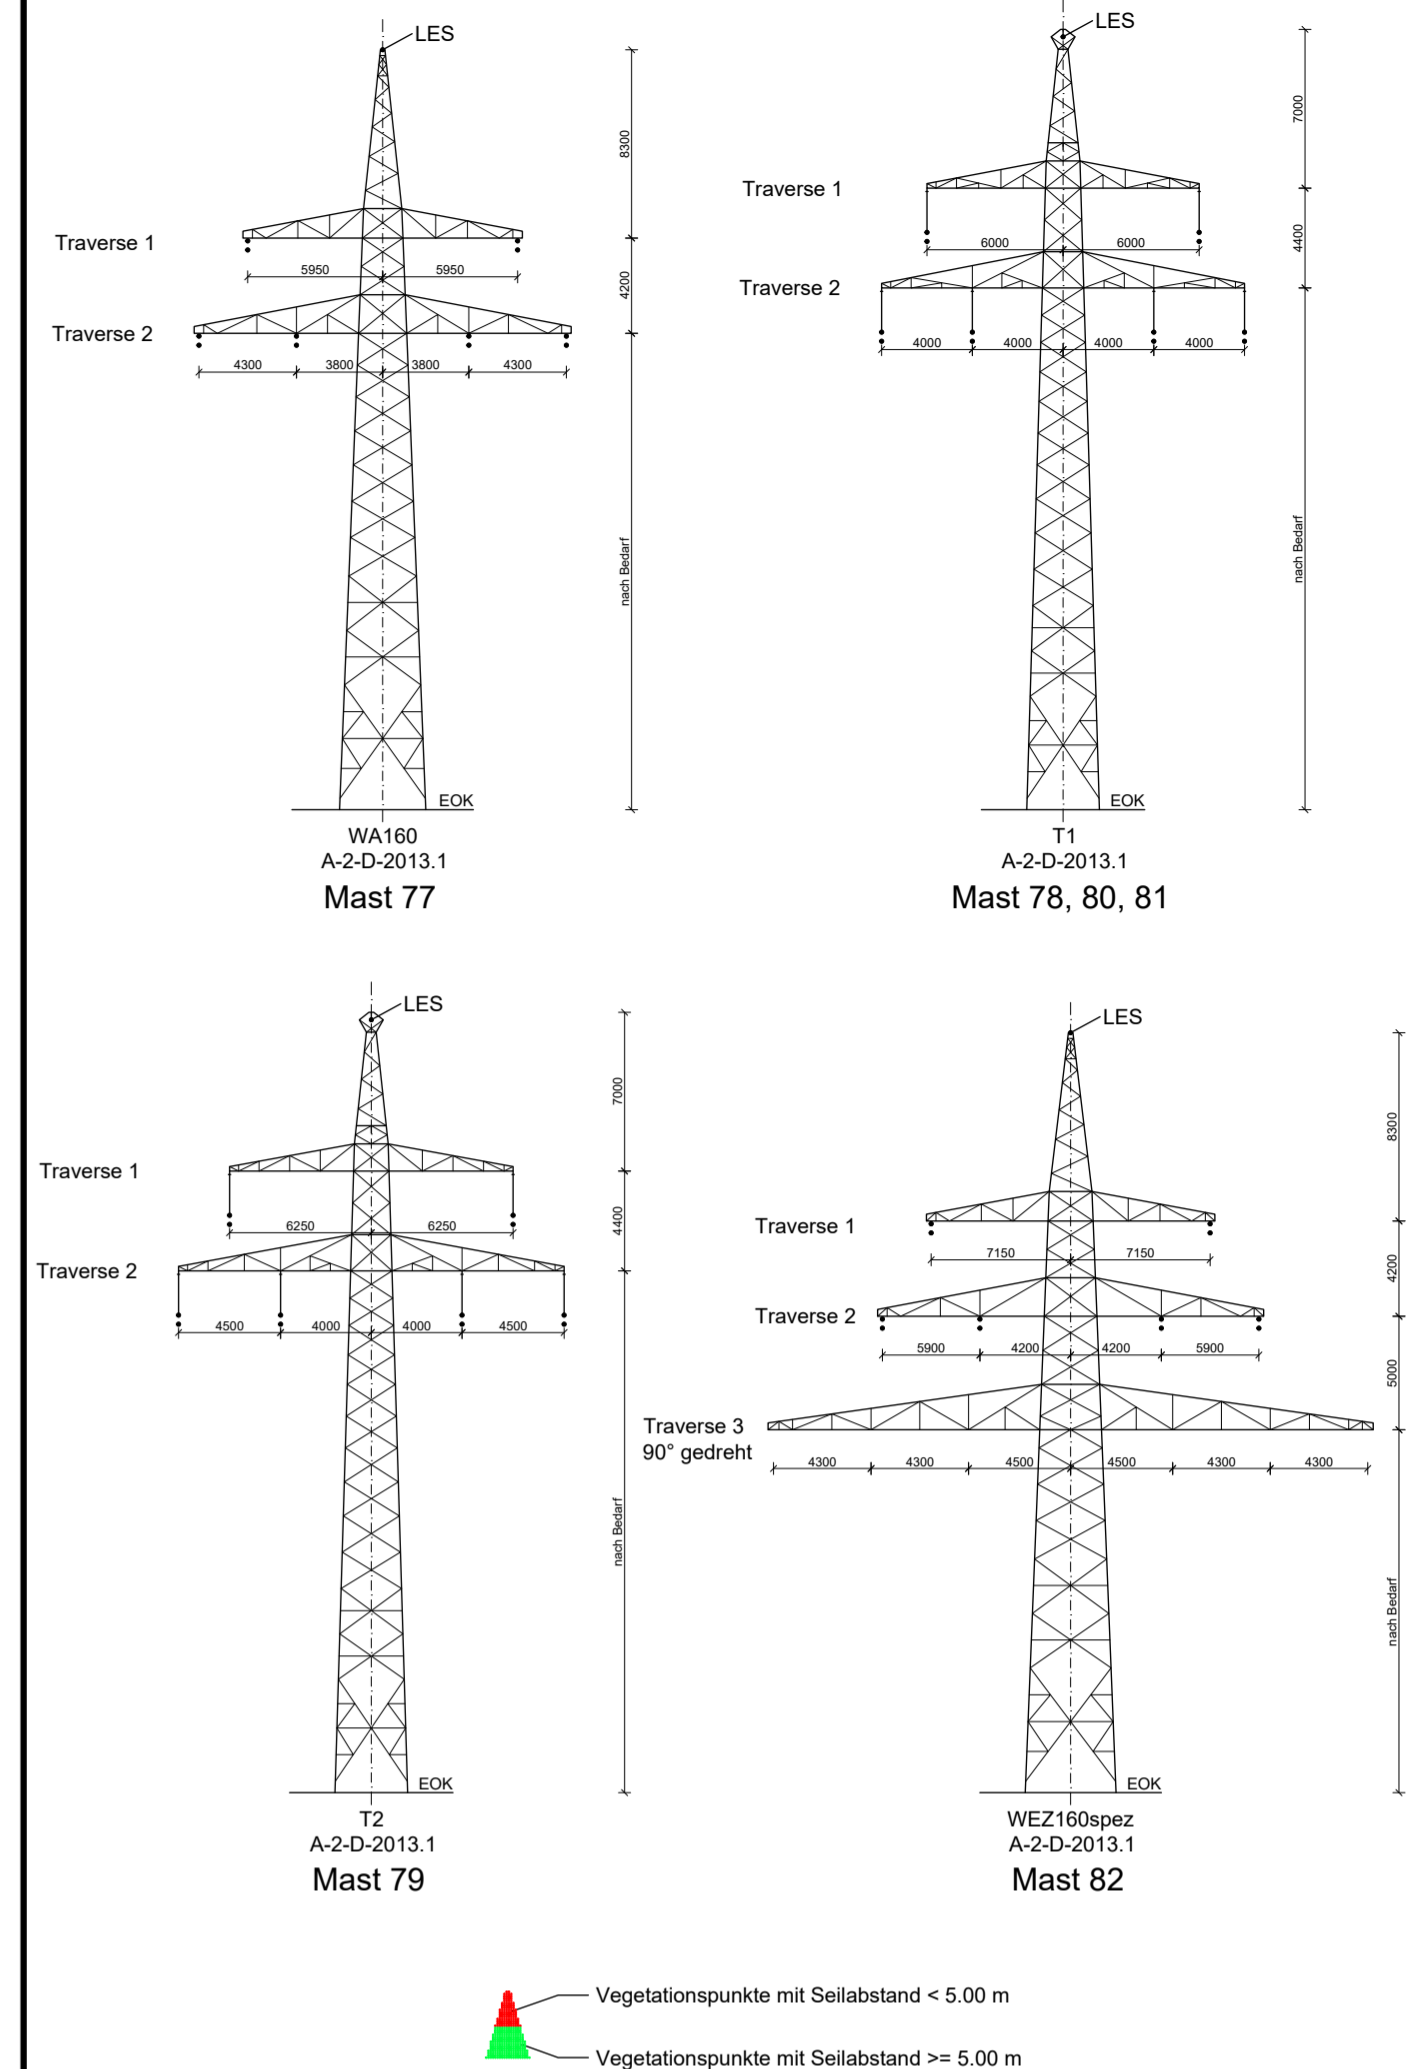 LES
8300
Traverse 1
5950 5950
4200
Traverse 2
4300 3800 3800 4300
nach Bedarf
EOK
WA160
A-2-D-2013.1
Mast 77
LES
7000
Traverse 1
6000 6000
4400
Traverse 2
4000 4000 4000 4000
nach Bedarf
EOK
T1
A-2-D-2013.1
Mast 78, 80, 81
LES
7000
Traverse 1
6250 6250
4400
Traverse 2
4500 4000 4000 4500
nach Bedarf
EOK
T2
A-2-D-2013.1
Mast 79
LES
8300
Traverse 1
7150 7150
4200
Traverse 2
5900 4200 4200 5900
5000
Traverse 3
90° gedreht
4300 4300 4500 4500 4300 4300
nach Bedarf
EOK
WEZ160spez
A-2-D-2013.1
Mast 82
Vegetationspunkte mit Seilabstand < 5.00 m
Vegetationspunkte mit Seilabstand >= 5.00 m